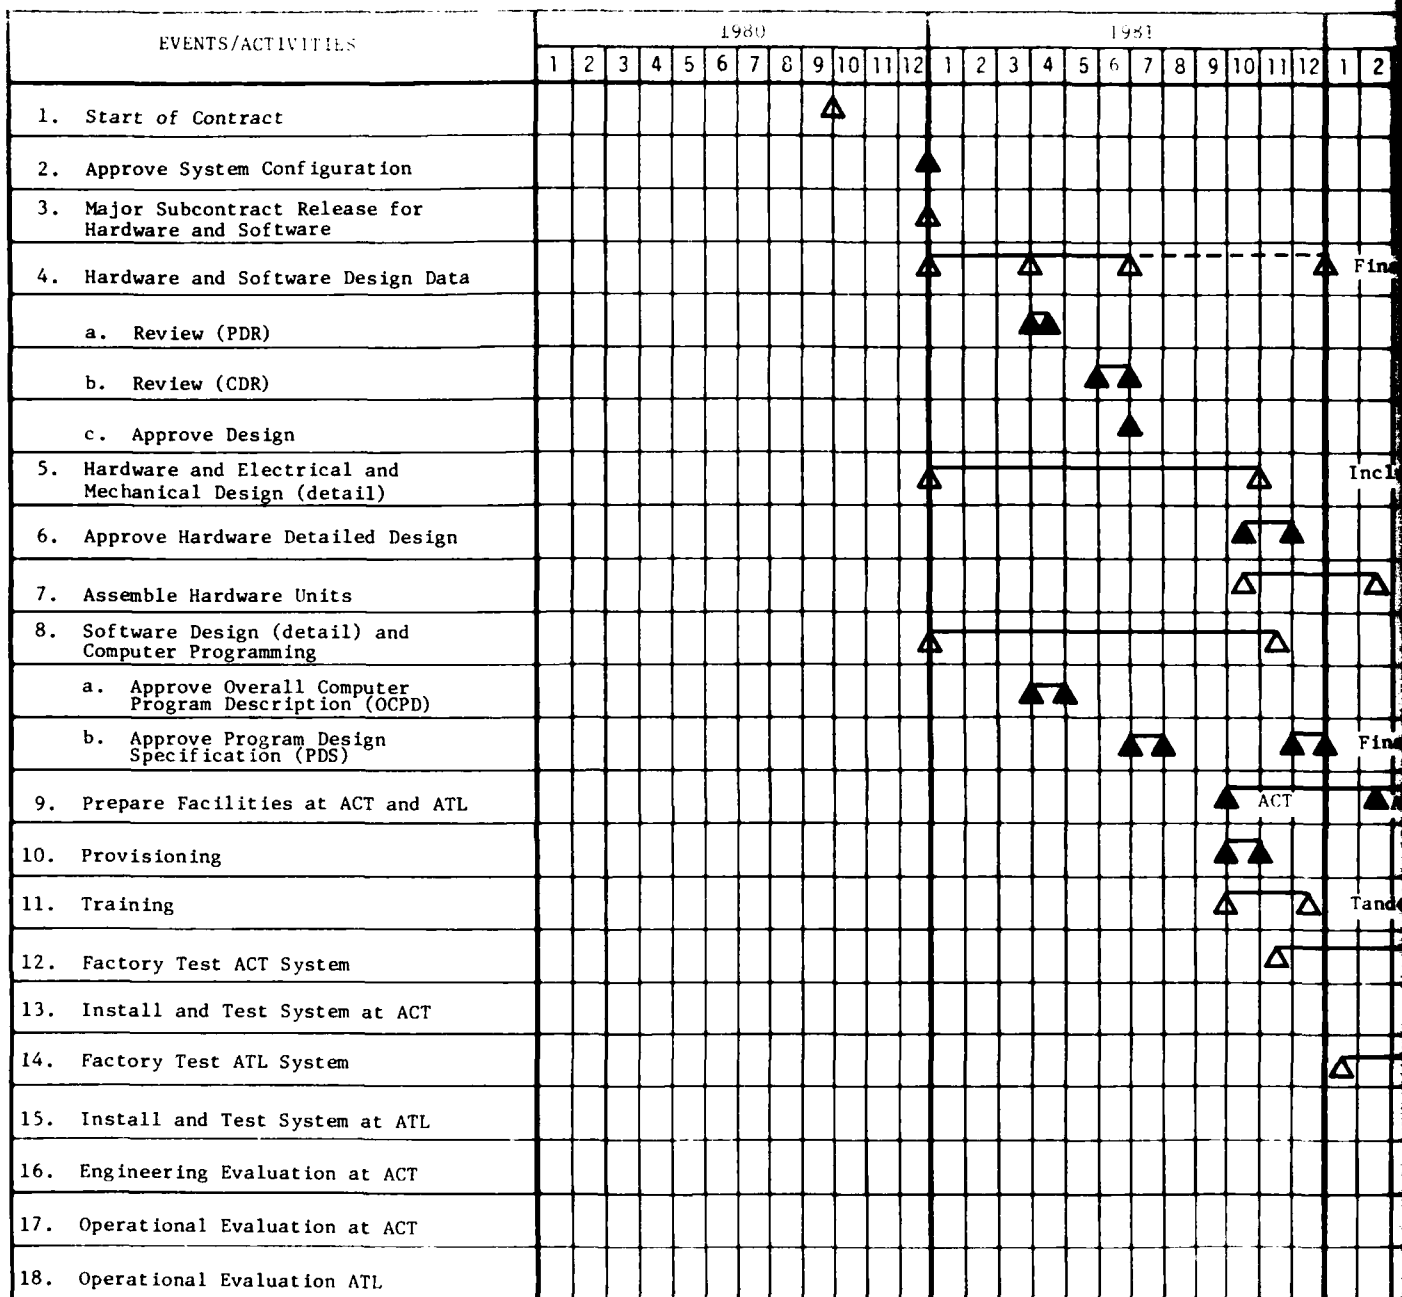 EVENTS/ACTIVITIES
1980
1981
1 2 3 4 5 6 7 8 9 10 11 12 1 2 3 4 5 6 7 8 9 10 11 12 1 2
1. Start of Contract
2. Approve System Configuration
3. Major Subcontract Release for
Hardware and Software
4. Hardware and Software Design Data
Fin
a. Review (PDR)
b. Review (CDR)
c. Approve Design
5. Hardware and Electrical and
Mechanical Design (detail)
Incl
6. Approve Hardware Detailed Design
7. Assemble Hardware Units
8. Software Design (detail) and
Computer Programming
a. Approve Overall Computer
Program Description (OCPD)
b. Approve Program Design
Specification (PDS)
Fin
9. Prepare Facilities at ACT and ATL
ACT
10. Provisioning
11. Training
Tand
12. Factory Test ACT System
13. Install and Test System at ACT
14. Factory Test ATL System
15. Install and Test System at ATL
16. Engineering Evaluation at ACT
17. Operational Evaluation at ACT
18. Operational Evaluation ATL